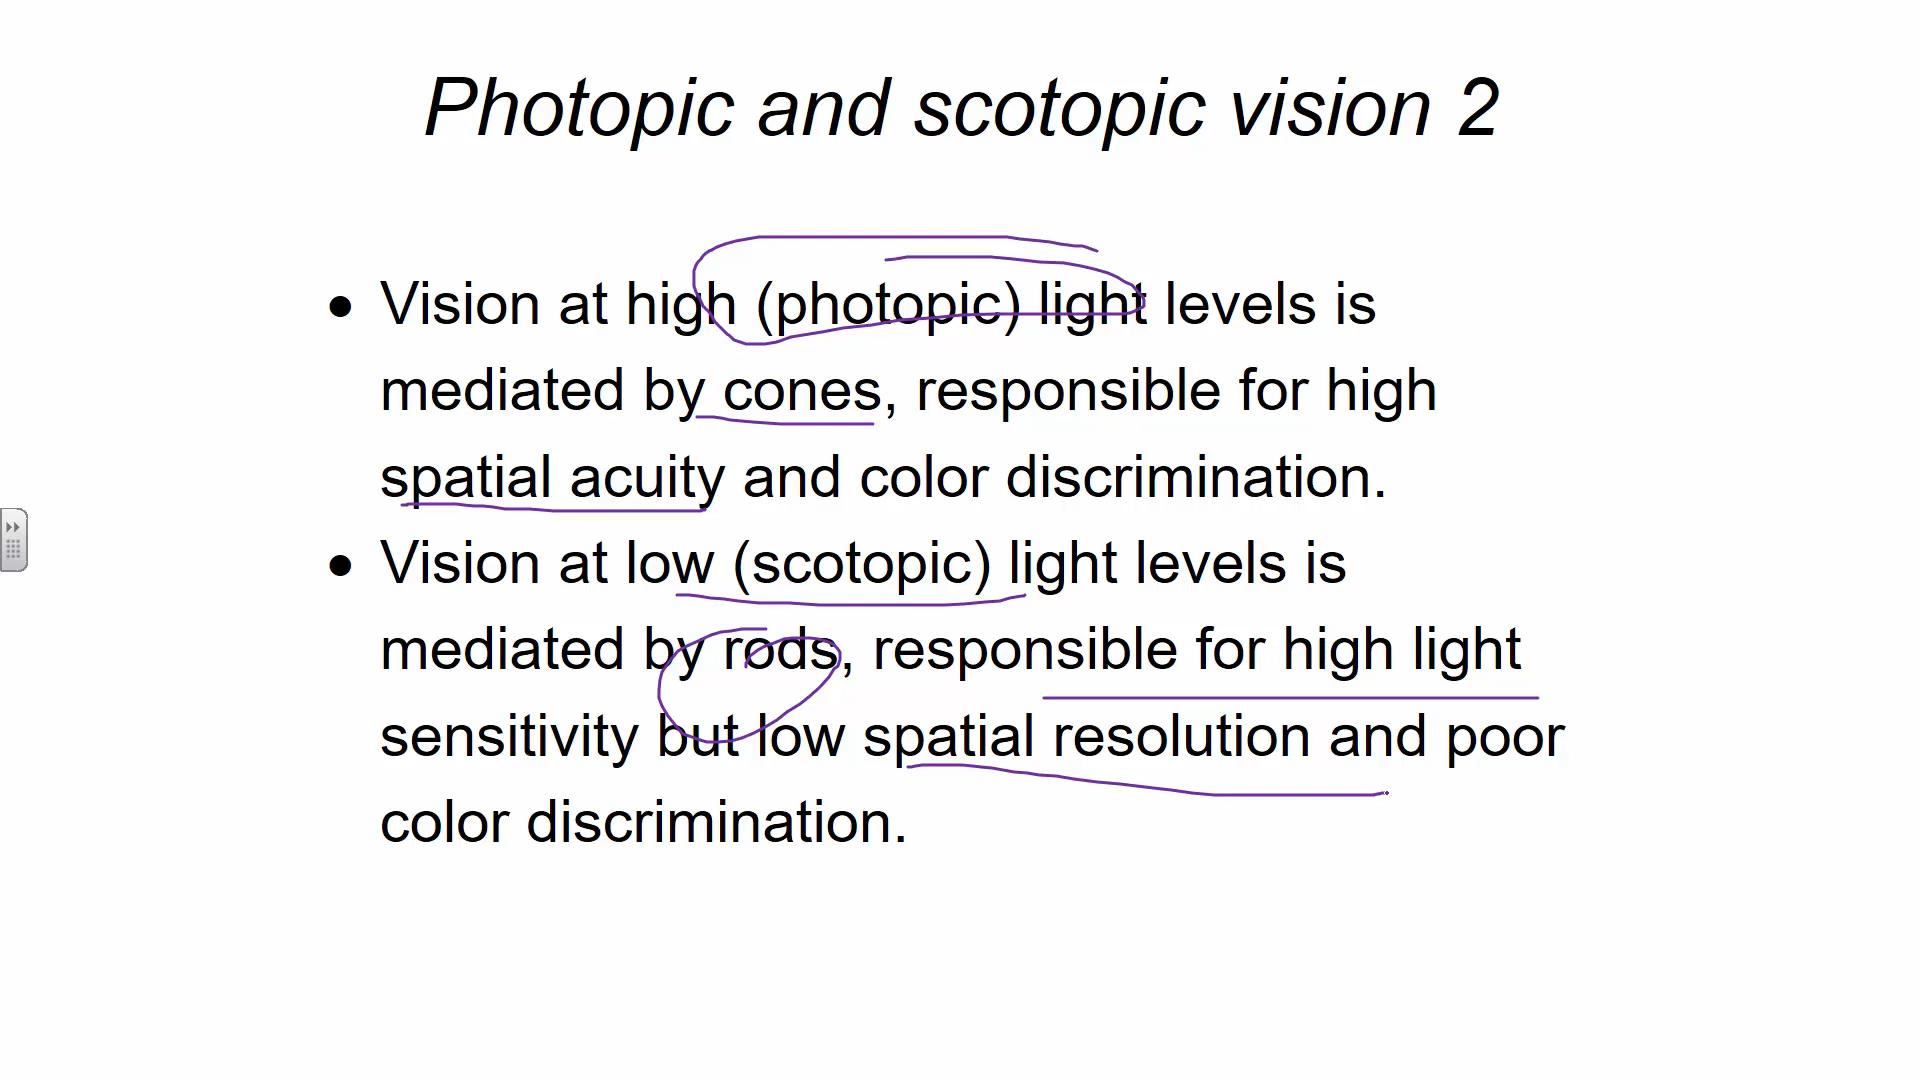 Photopic and scotopic vision 2
• Vision at high (photopic) light levels is
mediated by cones, responsible for high
spatial acuity and color discrimination.
• Vision at low (scotopic) light levels is
mediated by rods, responsible for high light
sensitivity but low spatial resolution and poor
color discrimination.